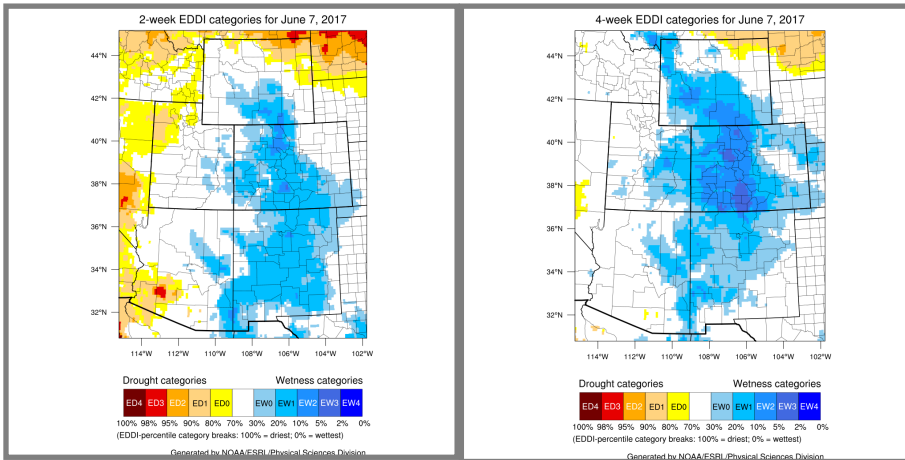 2-week EDDI categories for June 7, 2017
44°N
42°N
40°N
38°N
36°N
34°N
32°N
114°W 112°W 110°W 108°W 106°W 104°W 102°W
Drought categories Wetness categories
ED4 ED3 ED2 ED1 ED0 EW0 EW1 EW2 EW3 EW4
100% 98% 95% 90% 80% 70% 30% 20% 10% 5% 2% 0%
(EDDI-percentile category breaks: 100% = driest; 0% = wettest)
Generated by NOAA/ESRL/Physical Sciences Division
4-week EDDI categories for June 7, 2017
44°N
42°N
40°N
38°N
36°N
34°N
32°N
114°W 112°W 110°W 108°W 106°W 104°W 102°W
Drought categories Wetness categories
ED4 ED3 ED2 ED1 ED0 EW0 EW1 EW2 EW3 EW4
100% 98% 95% 90% 80% 70% 30% 20% 10% 5% 2% 0%
(EDDI-percentile category breaks: 100% = driest; 0% = wettest)
Generated by NOAA/ESRL/Physical Sciences Division